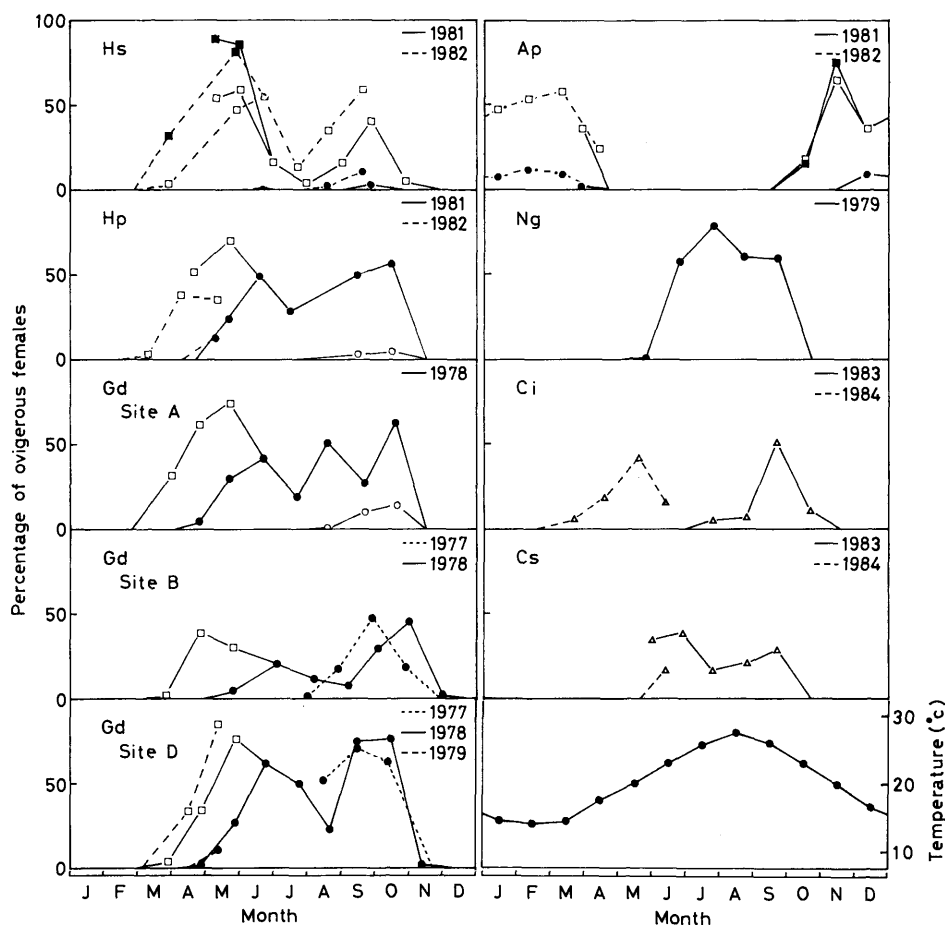 100
50
0
Hs
1981
1982
Ap
1981
1982
50
0
Hp
1981
1982
Ng
1979
50
0
Gd
Site A
1978
Ci
1983
1984
50
0
Gd
Site B
1977
1978
Cs
1983
1984
50
0
Gd
Site D
1977
1978
1979
30
20
10
Percentage of ovigerous females
Temperature (°c)
J F M A M J J A S O N D
Month
J F M A M J J A S O N D
Month